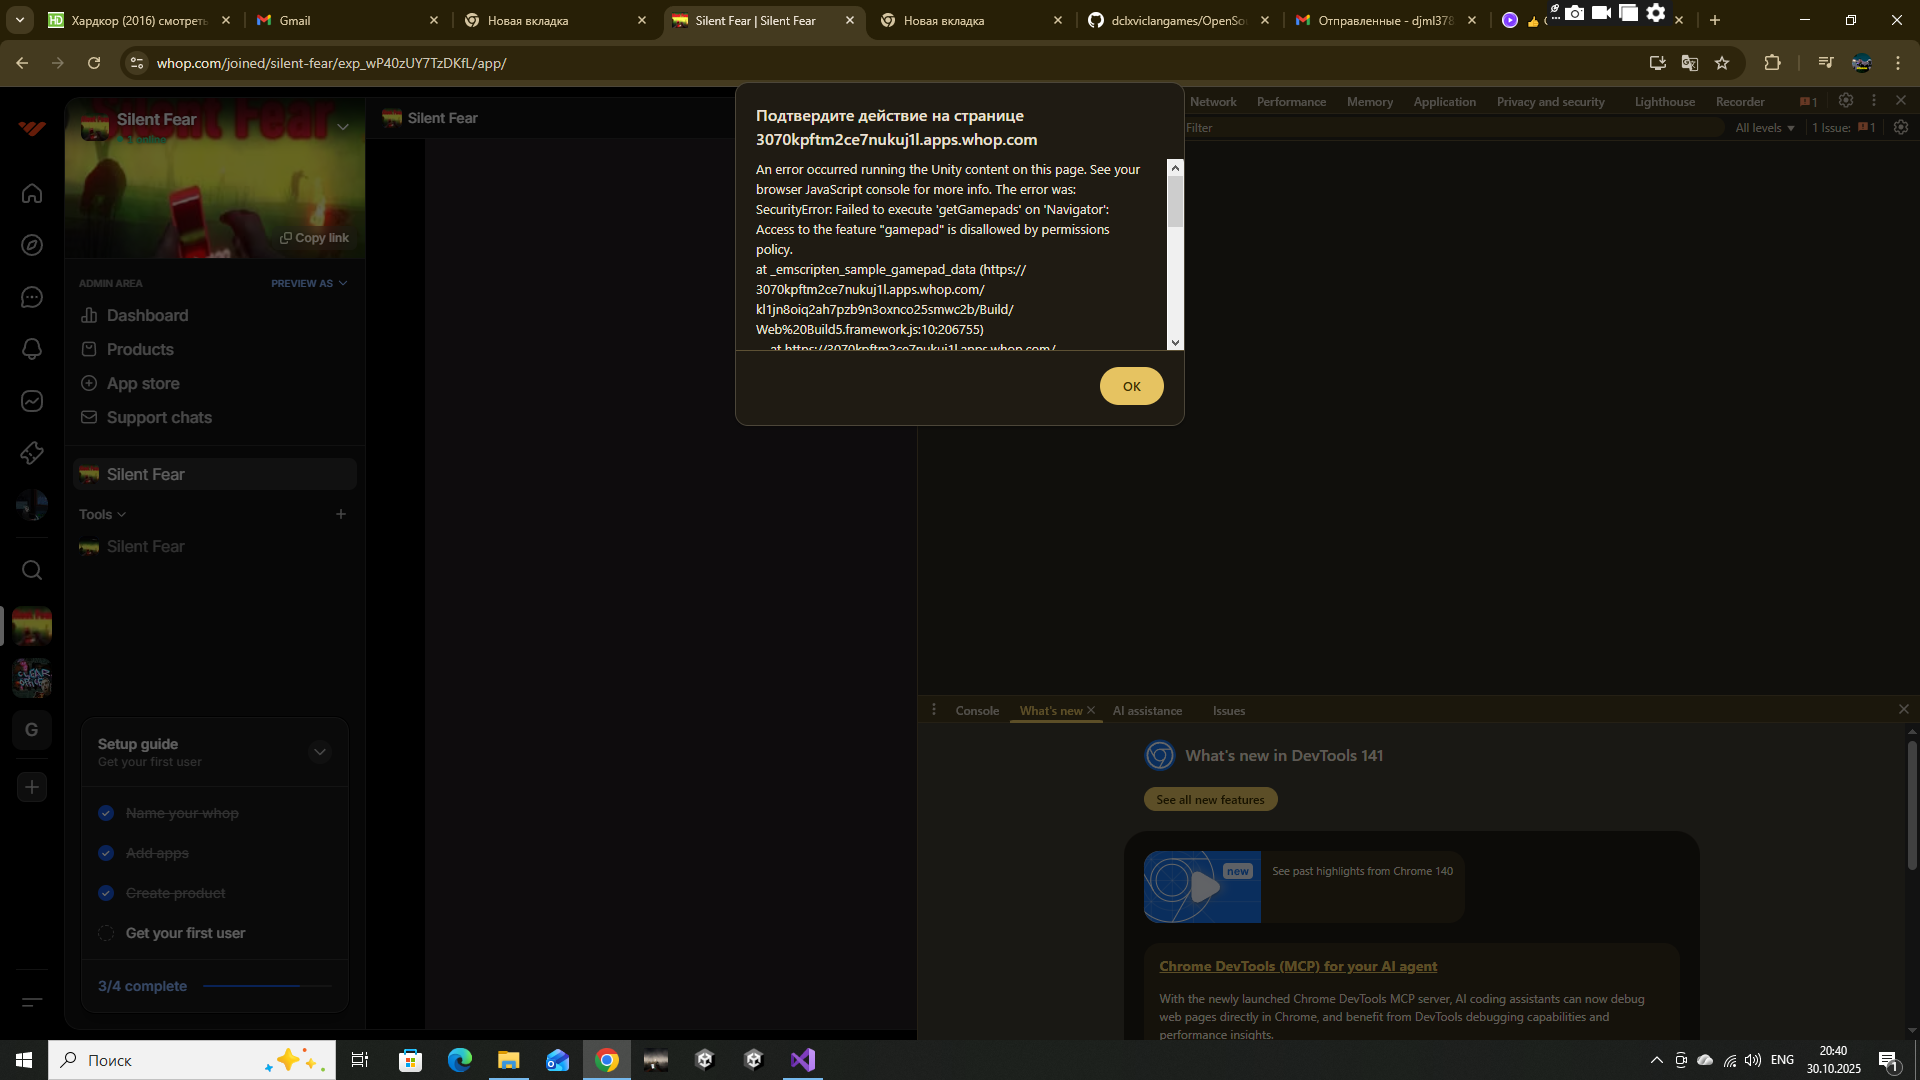 Хардкор (2016) смотреть
Gmail
Новая вкладка
Silent Fear | Silent Fear
Новая вкладка
dclxviclangames/OpenSo
Отправленные - djml378
whop.com/joined/silent-fear/exp_wP40zUY7TzDKfL/app/
Silent Fear
Copy link
ADMIN AREA
PREVIEW AS
Dashboard
Products
App store
Support chats
Silent Fear
Tools
Silent Fear
G
Setup guide
Get your first user
Name your whop
Add apps
Create product
Get your first user
3/4 complete
Silent Fear
Подтвердите действие на странице
3070kpftm2ce7nukuj1l.apps.whop.com
An error occurred running the Unity content on this page. See your
browser JavaScript console for more info. The error was:
SecurityError: Failed to execute 'getGamepads' on 'Navigator':
Access to the feature "gamepad" is disallowed by permissions
policy.
at _emscripten_sample_gamepad_data (https://
3070kpftm2ce7nukuj1l.apps.whop.com/
kl1jn8oiq2ah7pzb9n3oxnco25smwc2b/Build/
Web%20Build5.framework.js:10:206755)
at https://3070kpftm2ce7nukuj1l.apps.whop.com/
ОК
Network
Performance
Memory
Application
Privacy and security
Lighthouse
Recorder
1
Filter
All levels
1 Issue:
1
Console
What's new
AI assistance
Issues
What's new in DevTools 141
See all new features
new
See past highlights from Chrome 140
Chrome DevTools (MCP) for your AI agent
With the newly launched Chrome DevTools MCP server, AI coding assistants can now debug
web pages directly in Chrome, and benefit from DevTools debugging capabilities and
performance insights.
Поиск
ENG
20:40
30.10.2025
1